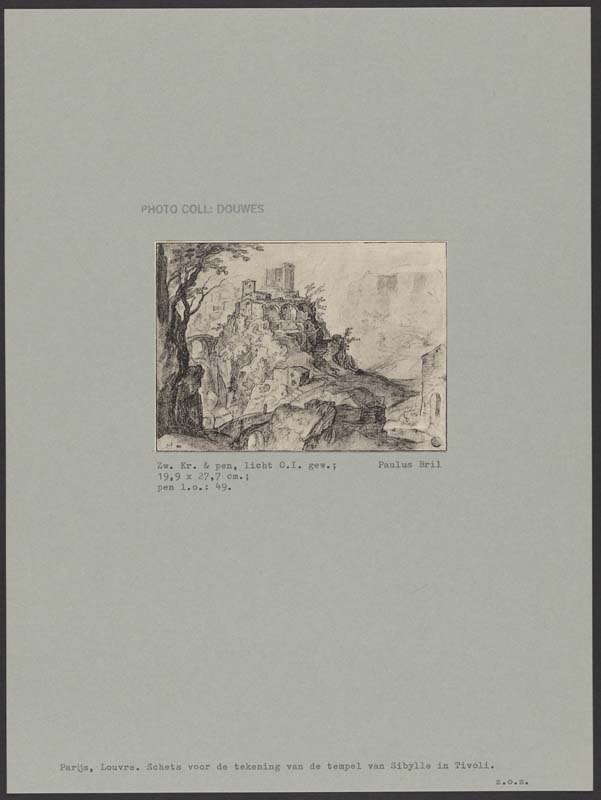 PHOTO COLL: DOUWES
Zw. Kr. & pen, licht O.I. gew.; Paulus Bril
19,9 x 27,7 cm.;
pen l.o.: 49.
Parijs, Louvre. Schets voor de tekening van de tempel van Sibylle in Tivoli.
z.o.z.